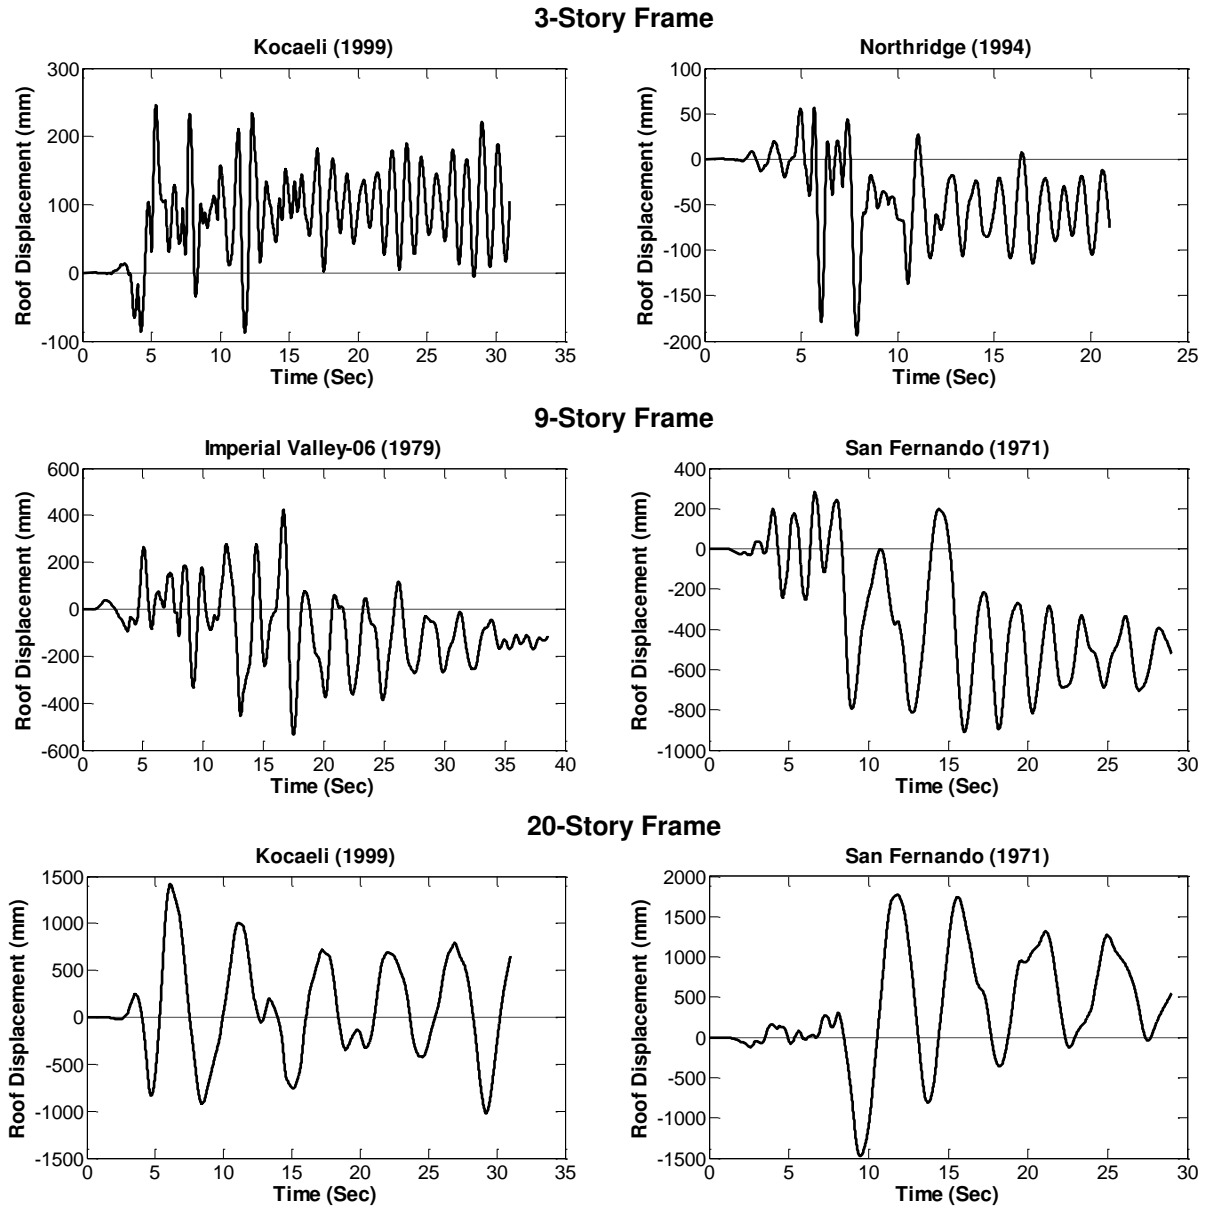 3-Story Frame
Kocaeli (1999)
Northridge (1994)
Roof Displacement (mm)
300
200
100
0
-100
0 5 10 15 20 25 30 35
Time (Sec)
Roof Displacement (mm)
100
50
0
-50
-100
-150
-200
0 5 10 15 20 25
Time (Sec)
9-Story Frame
Imperial Valley-06 (1979)
San Fernando (1971)
Roof Displacement (mm)
600
400
200
0
-200
-400
-600
0 5 10 15 20 25 30 35 40
Time (Sec)
Roof Displacement (mm)
400
200
0
-200
-400
-600
-800
-1000
0 5 10 15 20 25 30
Time (Sec)
20-Story Frame
Kocaeli (1999)
San Fernando (1971)
Roof Displacement (mm)
1500
1000
500
0
-500
-1000
-1500
0 5 10 15 20 25 30 35
Time (Sec)
Roof Displacement (mm)
2000
1500
1000
500
0
-500
-1000
-1500
0 5 10 15 20 25 30
Time (Sec)